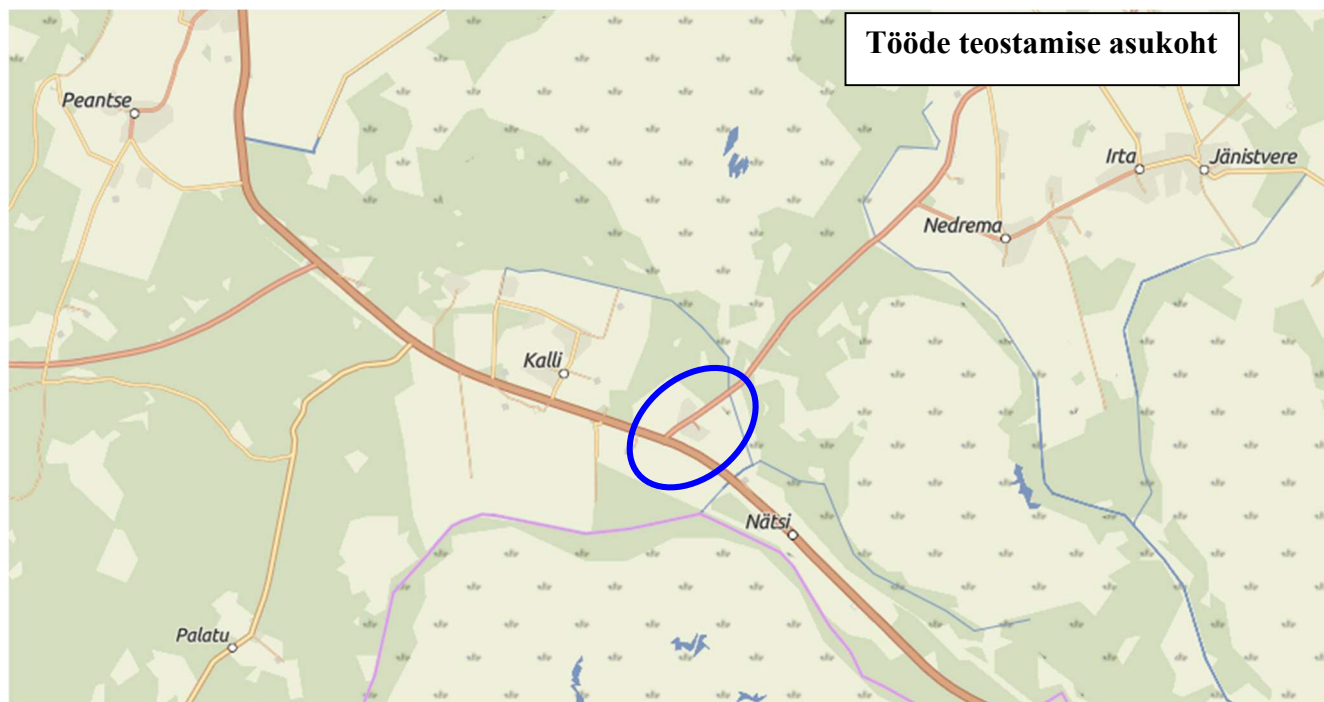 Tööde teostamise asukoht
Peantse
Irta
Jänistvere
Nedrema
Kalli
Nätsi
Palatu